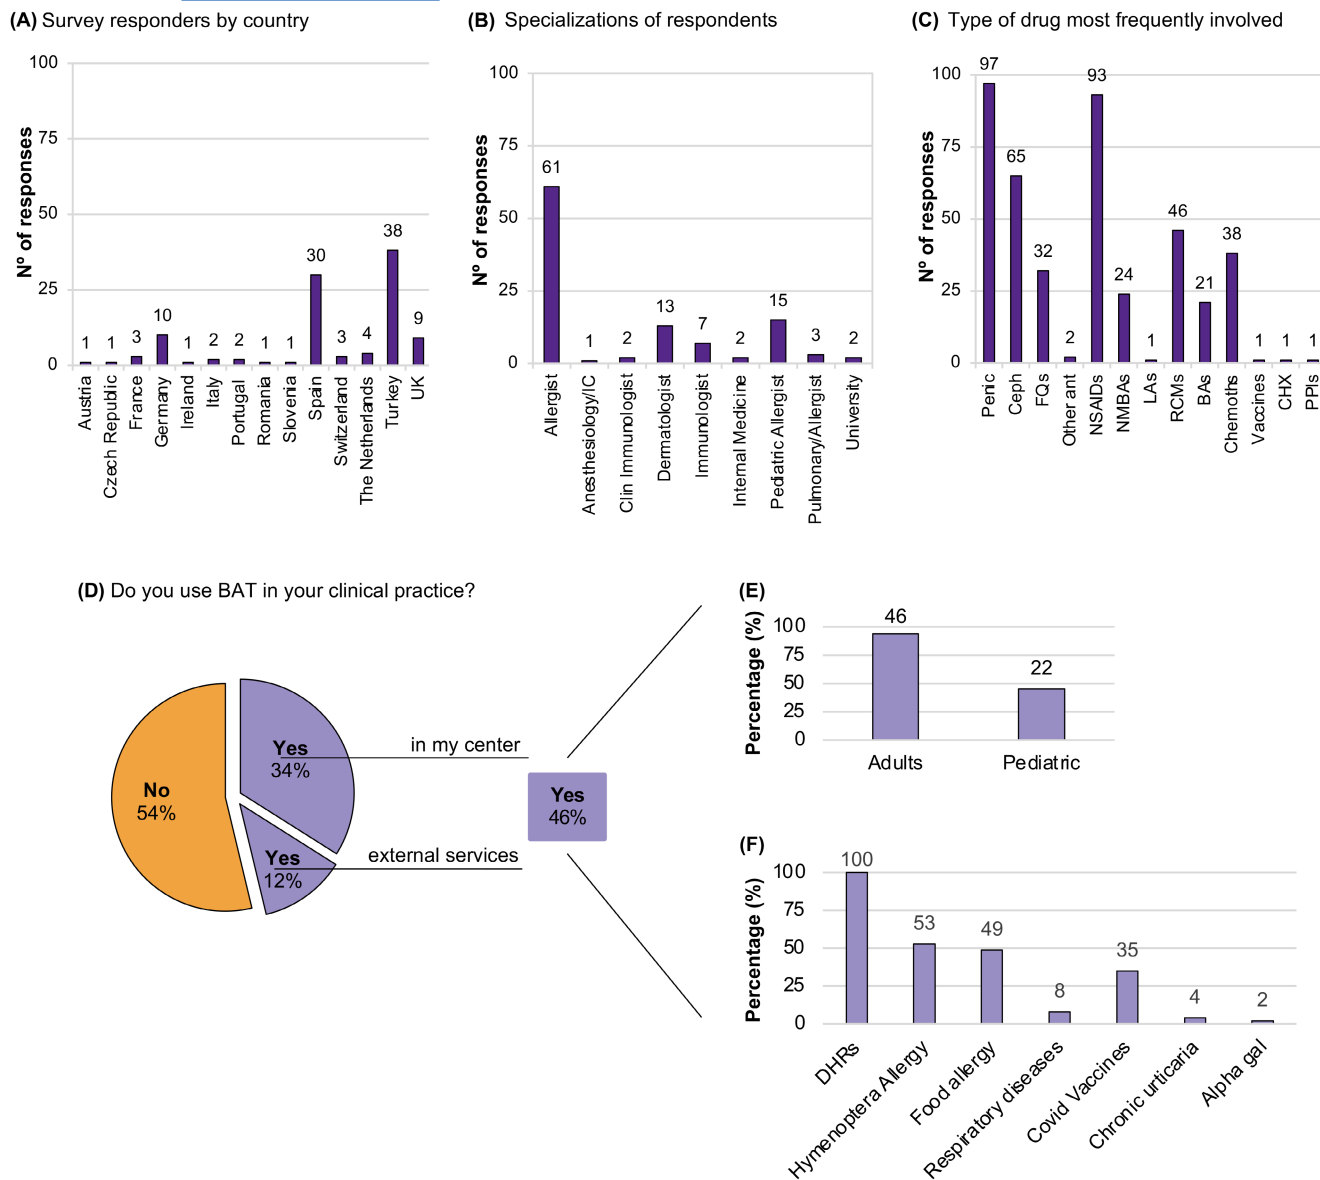 (A) Survey responders by country
Nº of responses
100
75
50
25
0
1
1
3
10
1
2
2
1
1
30
3
4
38
9
Austria
Czech Republic
France
Germany
Ireland
Italy
Portugal
Romania
Slovenia
Spain
Switzerland
The Netherlands
Turkey
UK
(B) Specializations of respondents
Nº of responses
100
75
50
25
0
61
1
2
13
7
2
15
3
2
Allergist
Anesthesiology/IC
Clin Immunologist
Dermatologist
Immunologist
Internal Medicine
Pediatric Allergist
Pulmonary/Allergist
University
(C) Type of drug most frequently involved
Nº of responses
100
75
50
25
0
97
65
32
2
93
24
1
46
21
38
1
1
1
Penic
Ceph
FQs
Other ant
NSAIDs
NMBAs
LAs
RCMs
BAs
Chemoths
Vaccines
CHX
PPIs
(D) Do you use BAT in your clinical practice?
No
54%
Yes
34%
in my center
Yes
12%
external services
Yes
46%
(E)
Percentage (%)
100
75
50
25
0
46
22
Adults
Pediatric
(F)
Percentage (%)
100
75
50
25
0
100
53
49
8
35
4
2
DHRs
Hymenoptera Allergy
Food allergy
Respiratory diseases
Covid Vaccines
Chronic urticaria
Alpha gal